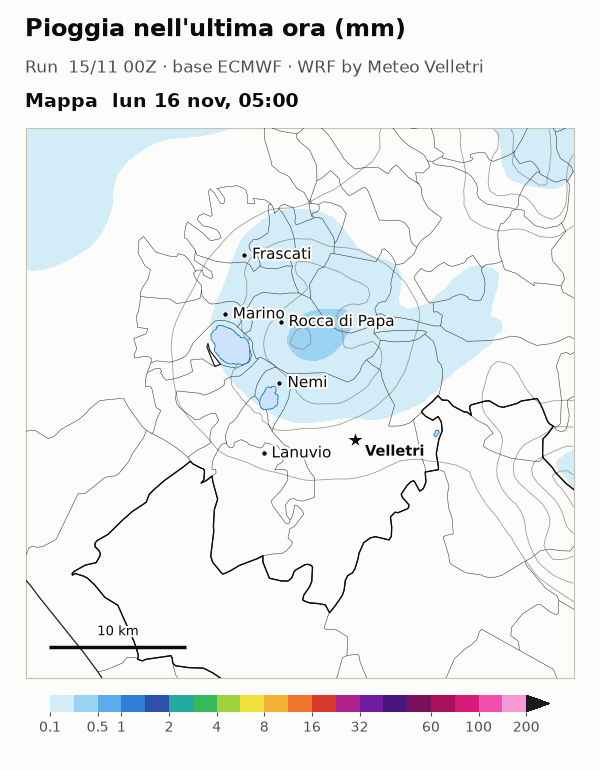 Pioggia nell'ultima ora (mm)
Run  15/11 00Z · base ECMWF · WRF by Meteo Velletri
Mappa  lun 16 nov, 05:00
Frascati
Marino
Rocca di Papa
Nemi
Velletri
Lanuvio
10 km
0.1 0.5 1 2 4 8 16 32 60 100 200